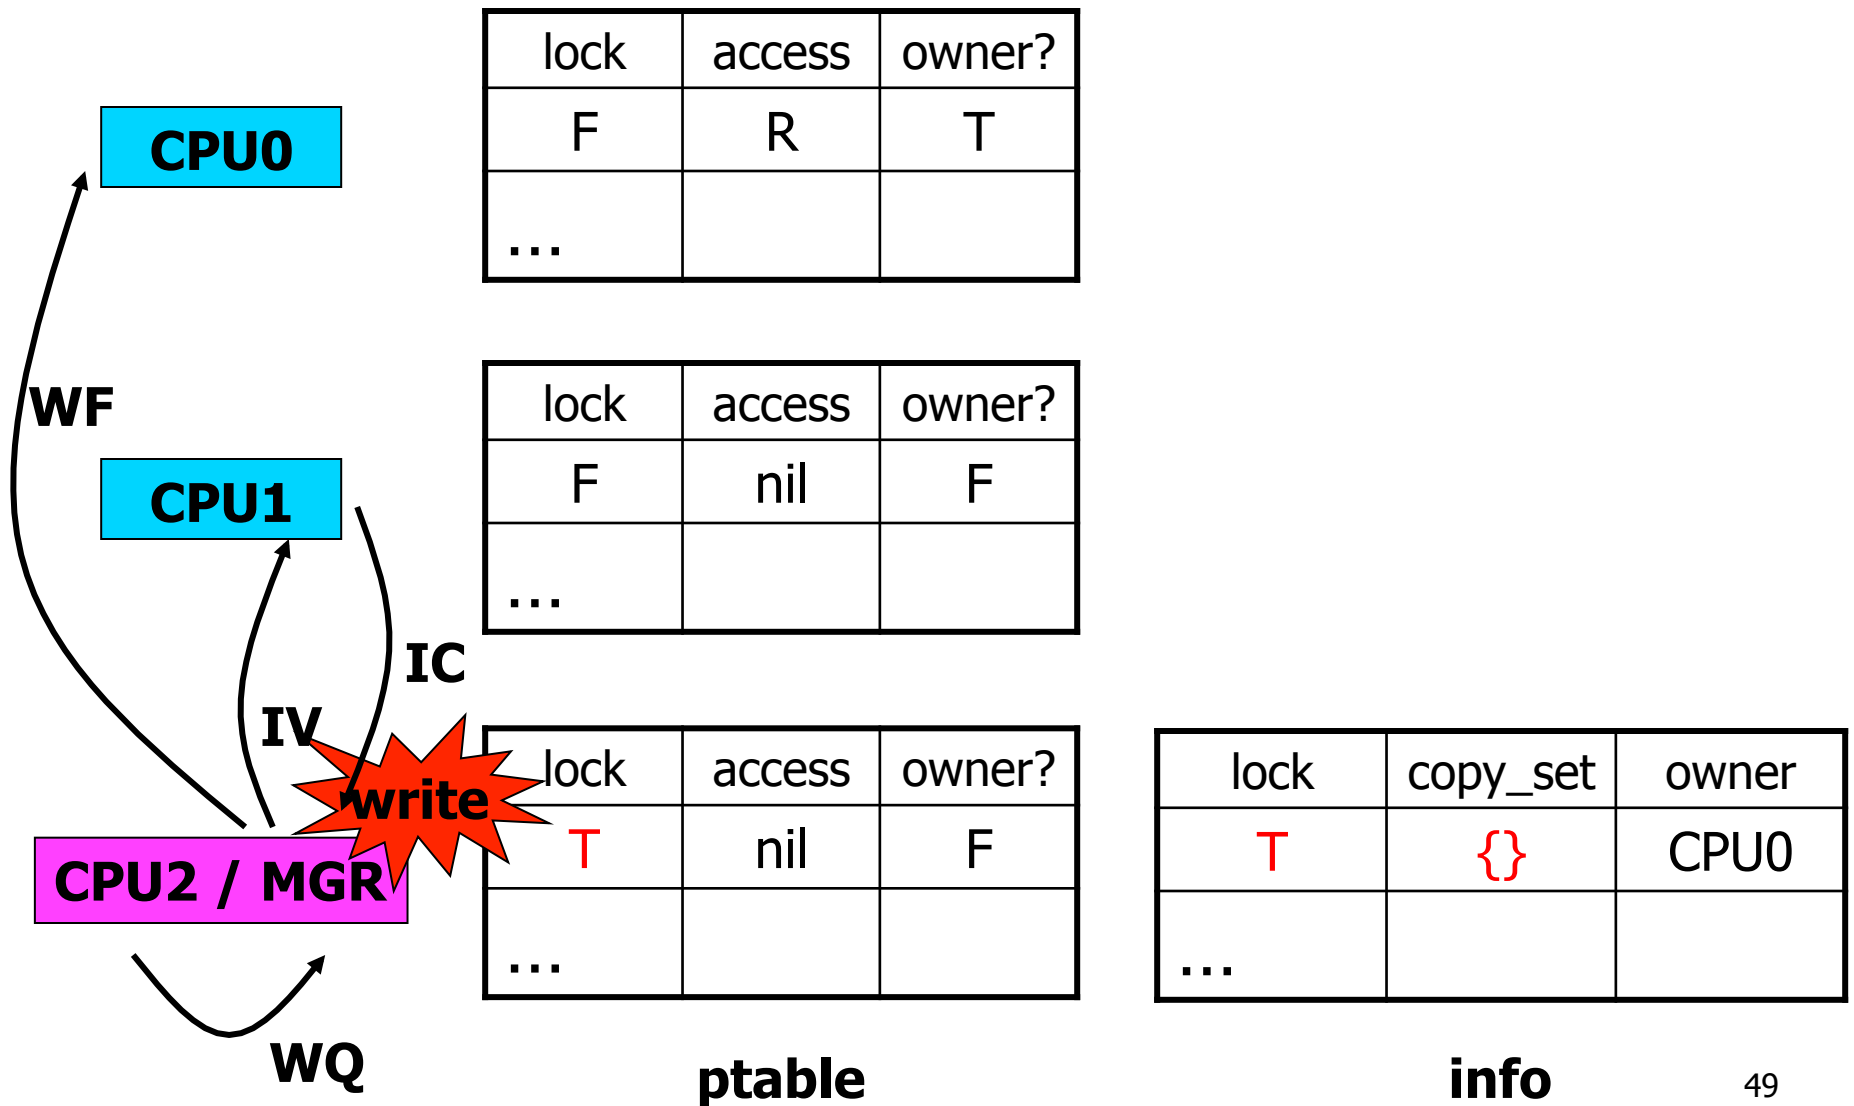 lock access owner?
CPU0 F R T
...
WF
lock access owner?
CPU1 F nil F
...
IC
IV
lock access owner?
write
lock copy_set owner
CPU2 / MGR T nil F
T {} CPU0
...
...
WQ
ptable
info
49